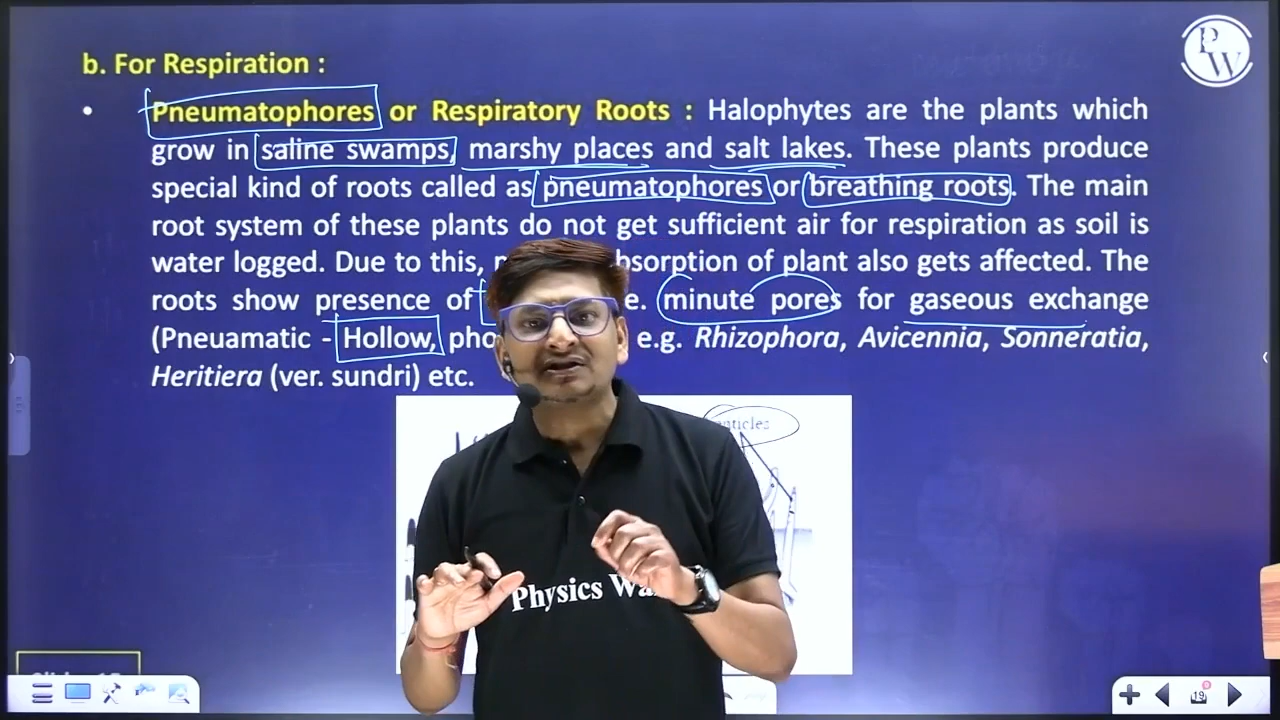 b. For Respiration :
PW
• Pneumatophores or Respiratory Roots : Halophytes are the plants which
grow in saline swamps, marshy places and salt lakes. These plants produce
special kind of roots called as pneumatophores or breathing roots. The main
root system of these plants do not get sufficient air for respiration as soil is
water logged. Due to this, absorption of plant also gets affected. The
roots show presence of minute pores for gaseous exchange
(Pneuamatic - Hollow, e.g. Rhizophora, Avicennia, Sonneratia,
Heritiera (ver. sundri) etc.
Physics
19